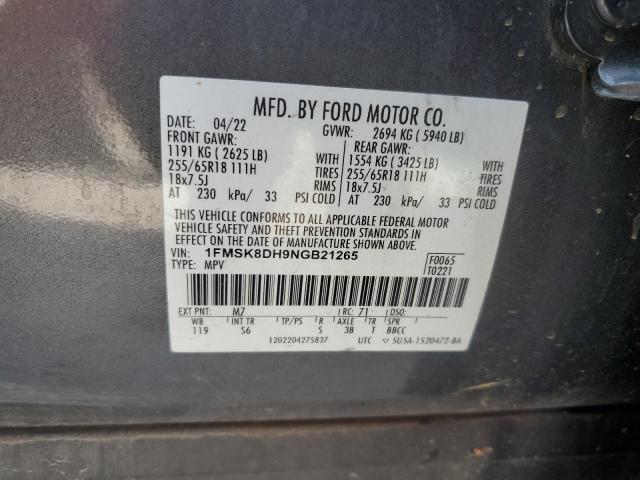 MFD. BY FORD MOTOR CO.
DATE: 04/22 GVWR: 2694 KG ( 5940 LB)
FRONT GAWR: REAR GAWR:
1191 KG ( 2625 LB) WITH 1554 KG ( 3425 LB) WITH
255/65R18 111H TIRES 255/65R18 111H TIRES
18x7.5J RIMS 18x7.5J RIMS
AT 230 kPa/ 33 PSI COLD AT 230 kPa/ 33 PSI COLD
THIS VEHICLE CONFORMS TO ALL APPLICABLE FEDERAL MOTOR
VEHICLE SAFETY AND THEFT PREVENTION STANDARDS IN
EFFECT ON THE DATE OF MANUFACTURE SHOWN ABOVE.
VIN: 1FMSK8DH9NGB21265 F0065
TYPE: MPV T0221
EXT PNT: M7 RC: 71 DSO:
WB INT TR TP/PS R AXLE TR SPR
119 S6 S 3B T BBCC
1202204275837 UTC ▽ 5USA-1520472-BA